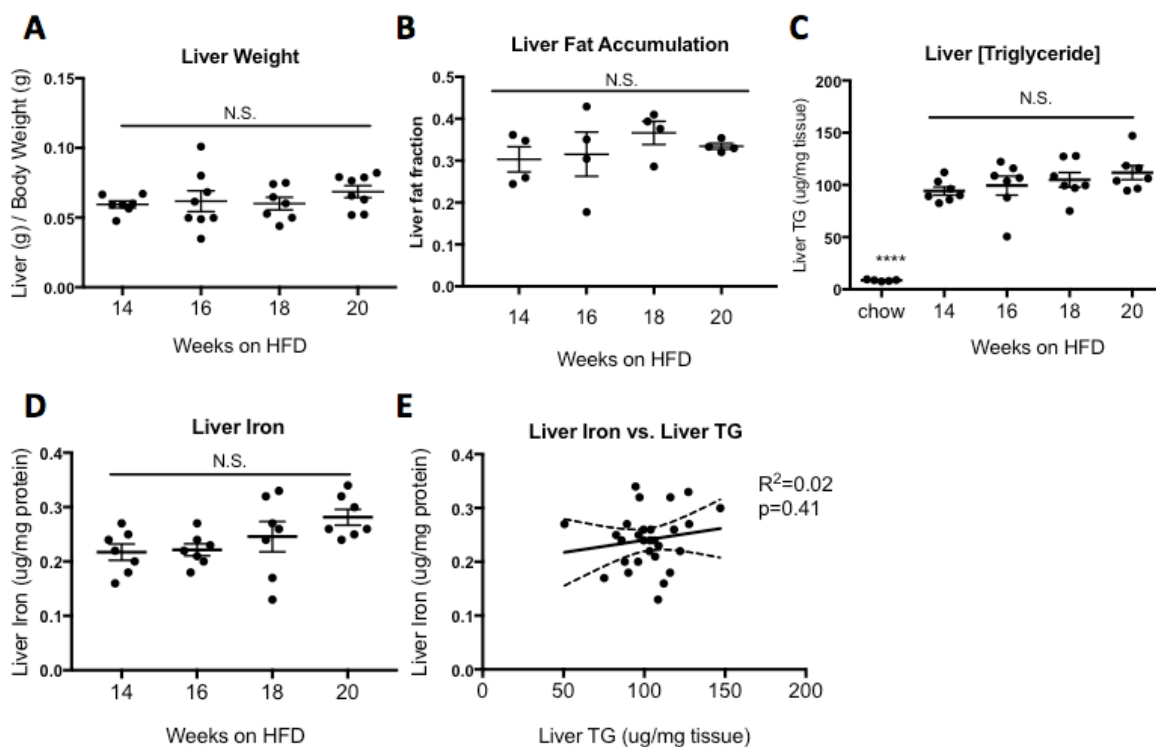 A
Liver Weight
Liver (g) / Body Weight (g)
0.15
0.10
0.05
0.00
N.S.
14 16 18 20
Weeks on HFD
B
Liver Fat Accumulation
Liver fat fraction
0.5
0.4
0.3
0.2
0.1
0.0
N.S.
14 16 18 20
Weeks on HFD
C
Liver [Triglyceride]
Liver TG (ug/mg tissue)
200
150
100
50
0
N.S.
****
chow 14 16 18 20
Weeks on HFD
D
Liver Iron
Liver Iron (ug/mg protein)
0.4
0.3
0.2
0.1
0.0
N.S.
14 16 18 20
Weeks on HFD
E
Liver Iron vs. Liver TG
Liver Iron (ug/mg protein)
0.4
0.3
0.2
0.1
0.0
R²=0.02
p=0.41
0 50 100 150 200
Liver TG (ug/mg tissue)